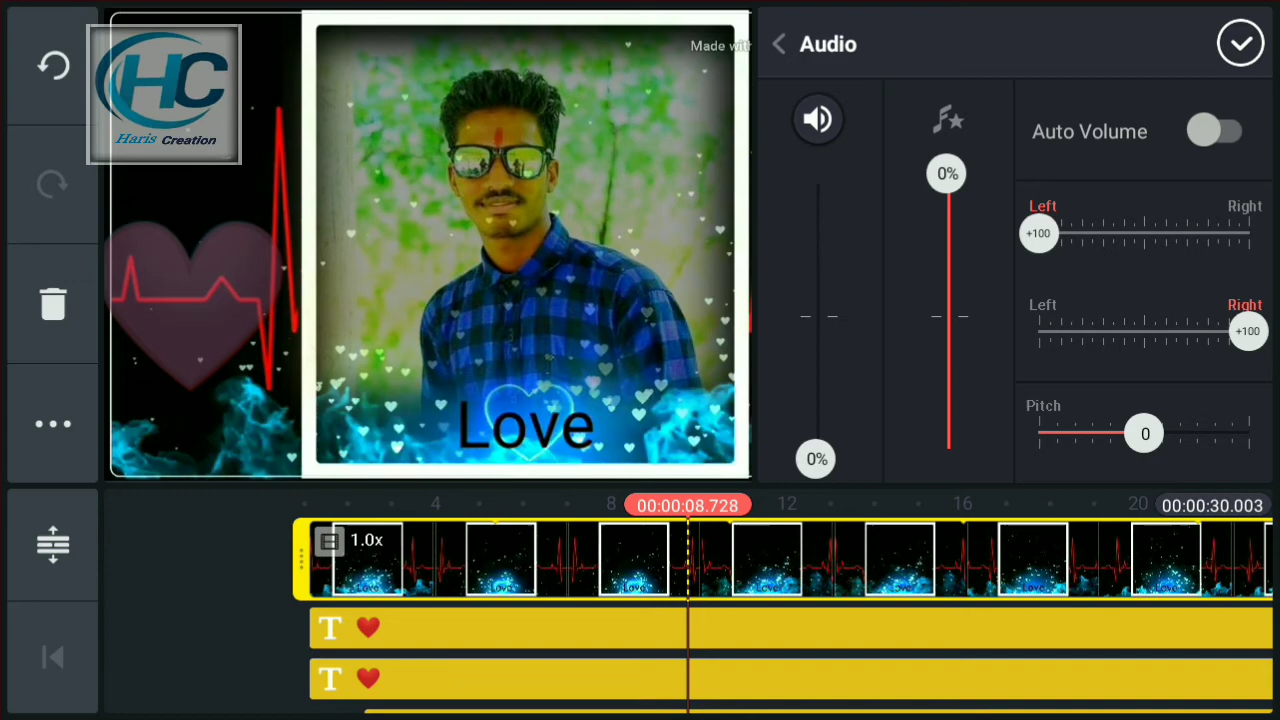 HC
Haris Creation
Made with
Love
Audio
Auto Volume
0%
0%
Left Right
+100
Left Right
+100
Pitch
0
4 8 00:00:08.728 12 16 20 00:00:30.003
1.0x
T ❤
T ❤